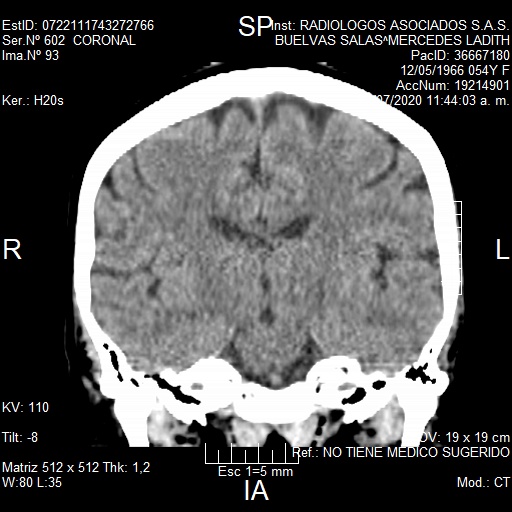 EstID: 0722111743272766
Ser.Nº 602 CORONAL
Ima.Nº 93
Ker.: H20s
SP
Inst: RADIOLOGOS ASOCIADOS S.A.S.
BUELVAS SALAS^MERCEDES LADITH
PacID: 36667180
12/05/1966 054Y F
AccNum: 19214901
07/2020 11:44:03 a. m.
R
L
KV: 110
Tilt: -8
Matriz 512 x 512 Thk: 1,2
W:80 L:35
Esc 1=5 mm
IA
OV: 19 x 19 cm
Ref.: NO TIENE MEDICO SUGERIDO
Mod.: CT